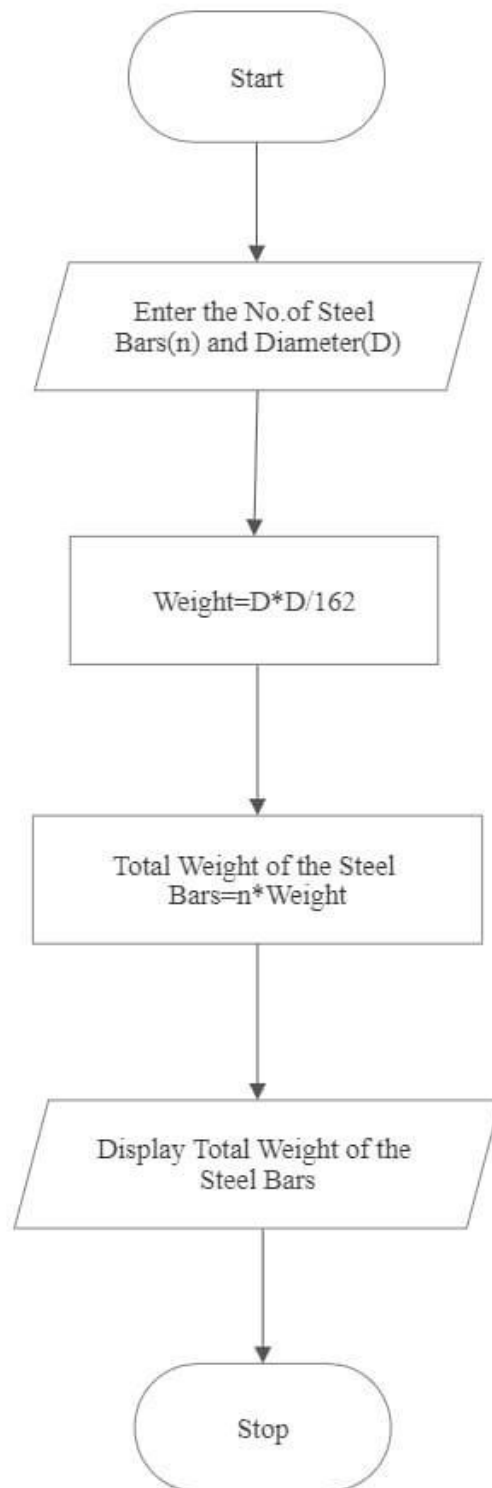 Start
Enter the No.of Steel
Bars(n) and Diameter(D)
Weight=D*D/162
Total Weight of the Steel
Bars=n*Weight
Display Total Weight of the
Steel Bars
Stop